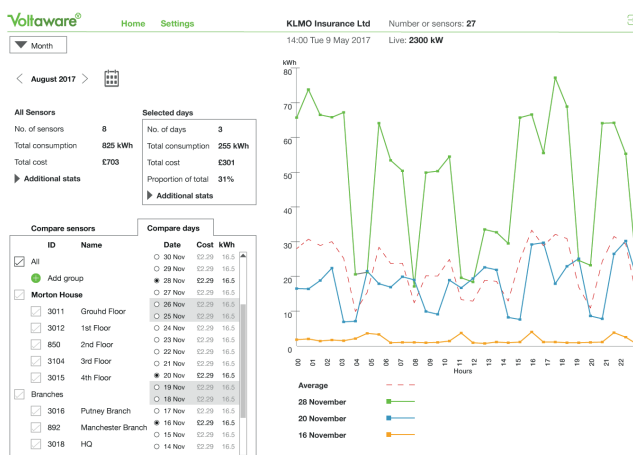 Voltaware®
Home Settings
KLMO Insurance Ltd Number or sensors: 27
14:00 Tue 9 May 2017 Live: 2300 kW
Month
August 2017
All Sensors
No. of sensors 8
Total consumption 825 kWh
Total cost £703
Additional stats
Selected days
No. of days 3
Total consumption 255 kWh
Total cost £301
Proportion of total 31%
Additional stats
Compare sensors
ID Name
All
Add group
Morton House
3011 Grouhd Floor
3012 1st Floor
850 2nd Floor
3104 3rd Floor
3015 4th Floor
Branches
3016 Putney Branch
892 Manchester Branch
3018 HQ
Compare days
Date Cost kWh
30 Nov £2.29 16.5
29 Nov £2.29 16.5
28 Nov £2.29 16.5
27 Nov £2.29 16.5
26 Nov £2.29 16.5
25 Nov £2.29 16.5
24 Nov £2.29 16.5
23 Nov £2.29 16.5
22 Nov £2.29 16.5
21 Nov £2.29 16.5
20 Nov £2.29 16.5
19 Nov £2.29 16.5
18 Nov £2.29 16.5
17 Nov £2.29 16.5
16 Nov £2.29 16.5
15 Nov £2.29 16.5
14 Nov £2.29 16.5
kWh
80
70
60
50
40
30
20
10
0
00 01 02 03 04 05 06 07 08 09 10 11 12 13 14 15 16 17 18 19 20 21 22
Hours
Average
28 November
20 November
16 November